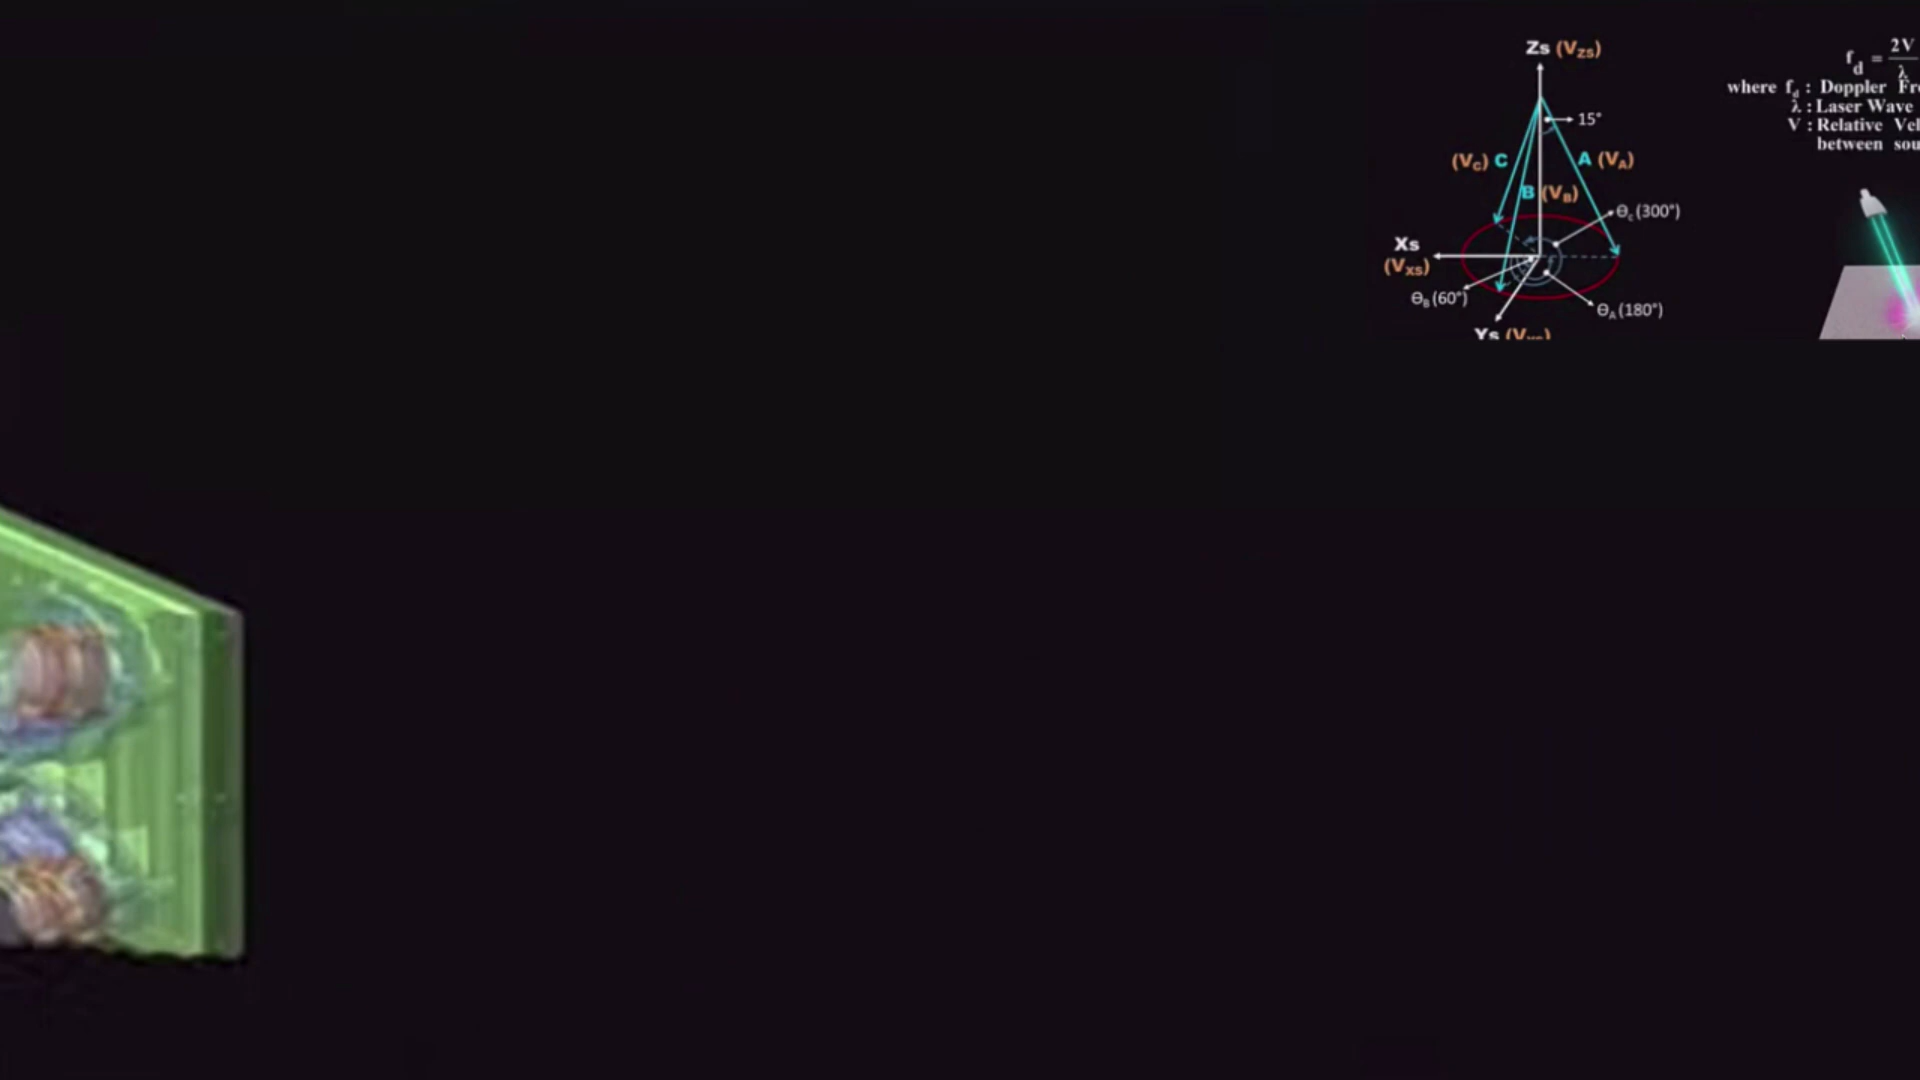 Zs (Vzs)
15°
(Vc) C
A (VA)
B (VB)
Θc(300°)
Xs
(Vxs)
ΘB(60°)
ΘA(180°)
Ys
fd = 2V
λ
where fd : Doppler
λ : Laser Wave
V : Relative
between